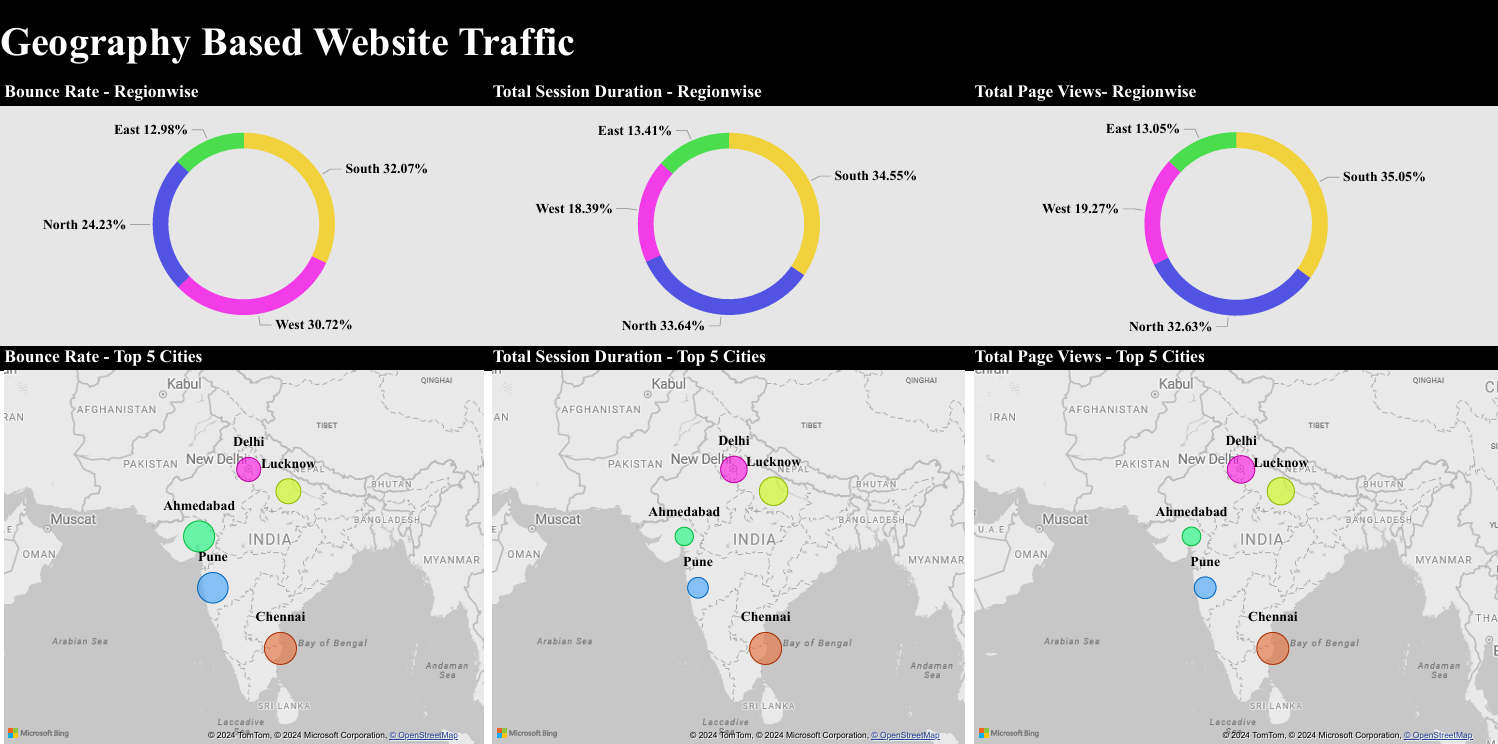 Geography Based Website Traffic
Bounce Rate - Regionwise
Total Session Duration - Regionwise
Total Page Views- Regionwise
East 12.98%
South 32.07%
North 24.23%
West 30.72%
East 13.41%
South 34.55%
West 18.39%
North 33.64%
East 13.05%
South 35.05%
West 19.27%
North 32.63%
Bounce Rate - Top 5 Cities
Total Session Duration - Top 5 Cities
Total Page Views - Top 5 Cities
Kabul
QINGHAI
RAN
AFGHANISTAN
TIBET
Delhi
PAKISTAN
New Delhi
Lucknow
NEPAL
BHUTAN
Ahmedabad
Muscat
BANGLADESH
E.
INDIA
OMAN
Pune
MYANMAR
Chennai
Arabian Sea
Bay of Bengal
Andaman
Sea
SRI LANKA
Laccadive
Microsoft Bing
© 2024 TomTom, © 2024 Microsoft Corporation, © OpenStreetMap
Kabul
QINGHAI
AN
AFGHANISTAN
TIBET
Delhi
PAKISTAN
New Delhi
Lucknow
NEPAL
BHUTAN
Ahmedabad
Muscat
BANGLADESH
INDIA
OMAN
Pune
MYANMAR
Chennai
Arabian Sea
Bay of Bengal
Andaman
Sea
SRI LANKA
Laccadive
Microsoft Bing
© 2024 TomTom, © 2024 Microsoft Corporation, © OpenStreetMap
Kabul
QINGHAI
IRAN
AFGHANISTAN
TIBET
Delhi
PAKISTAN
New Delhi
Lucknow
NEPAL
BHUTAN
Ahmedabad
Muscat
BANGLADESH
U.A.E.
INDIA
OMAN
Pune
MYANMAR
Chennai
THA
Arabian Sea
Bay of Bengal
Andaman
Sea
SRI LANKA
Laccadive
Microsoft Bing
© 2024 TomTom, © 2024 Microsoft Corporation, © OpenStreetMap